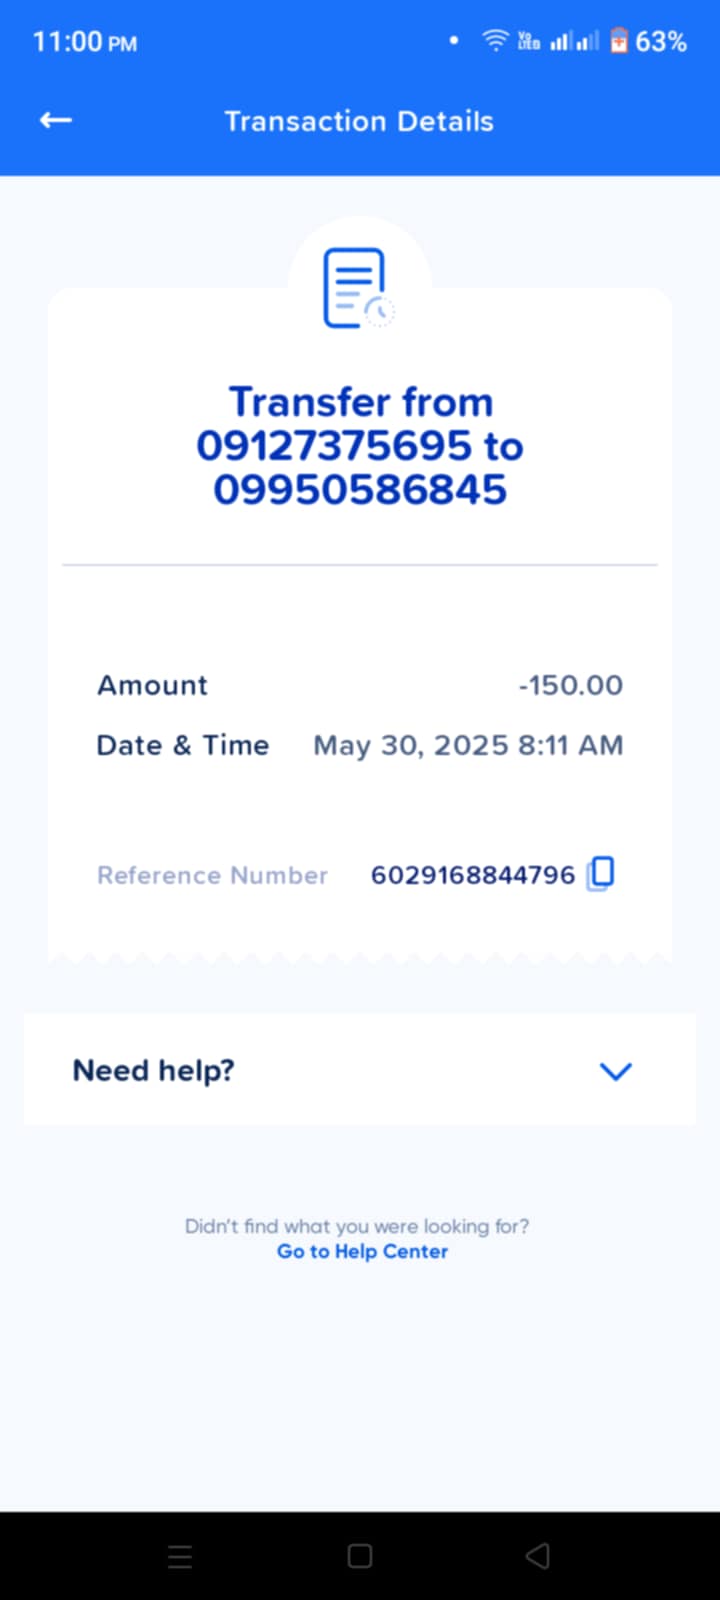 11:00 PM
63%
Transaction Details
Transfer from
09127375695 to
09950586845
Amount -150.00
Date & Time May 30, 2025 8:11 AM
Reference Number 6029168844796
Need help?
Didn't find what you were looking for?
Go to Help Center